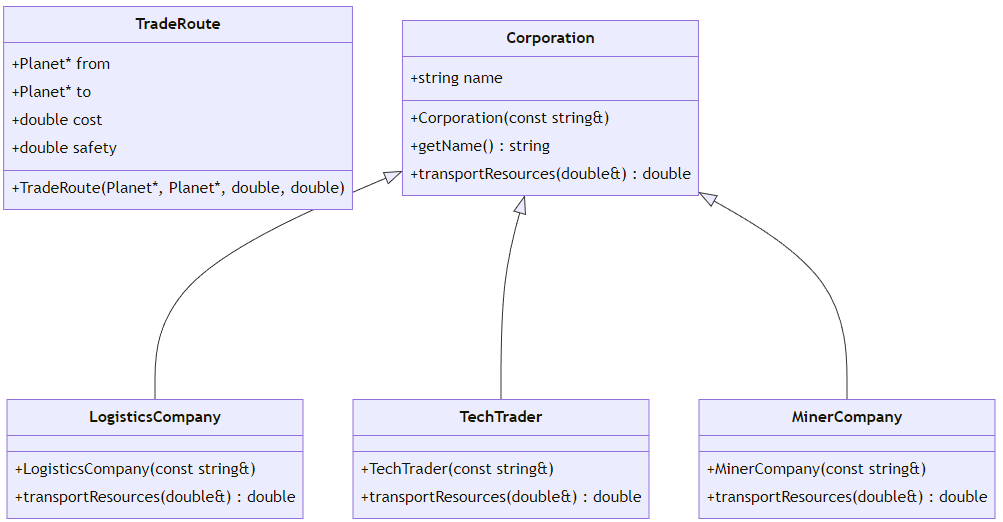 TradeRoute
+Planet* from
+Planet* to
+double cost
+double safety
+TradeRoute(Planet*, Planet*, double, double)
Corporation
+string name
+Corporation(const string&)
+getName() : string
+transportResources(double&) : double
LogisticsCompany
+LogisticsCompany(const string&)
+transportResources(double&) : double
TechTrader
+TechTrader(const string&)
+transportResources(double&) : double
MinerCompany
+MinerCompany(const string&)
+transportResources(double&) : double